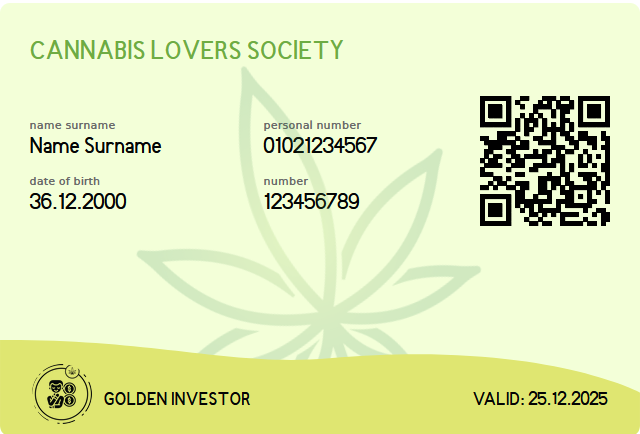 CANNABIS LOVERS SOCIETY
name surname
Name Surname
personal number
01021234567
date of birth
36.12.2000
number
123456789
GOLDEN INVESTOR
VALID: 25.12.2025